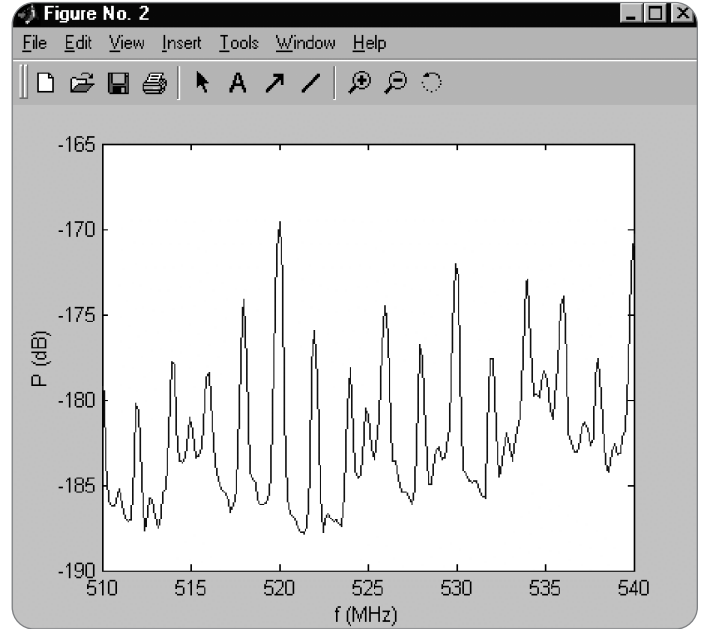 Figure No. 2
File Edit View Insert Tools Window Help
A
-165
-170
-175
-180
-185
-190
P (dB)
510 515 520 525 530 535 540
f (MHz)